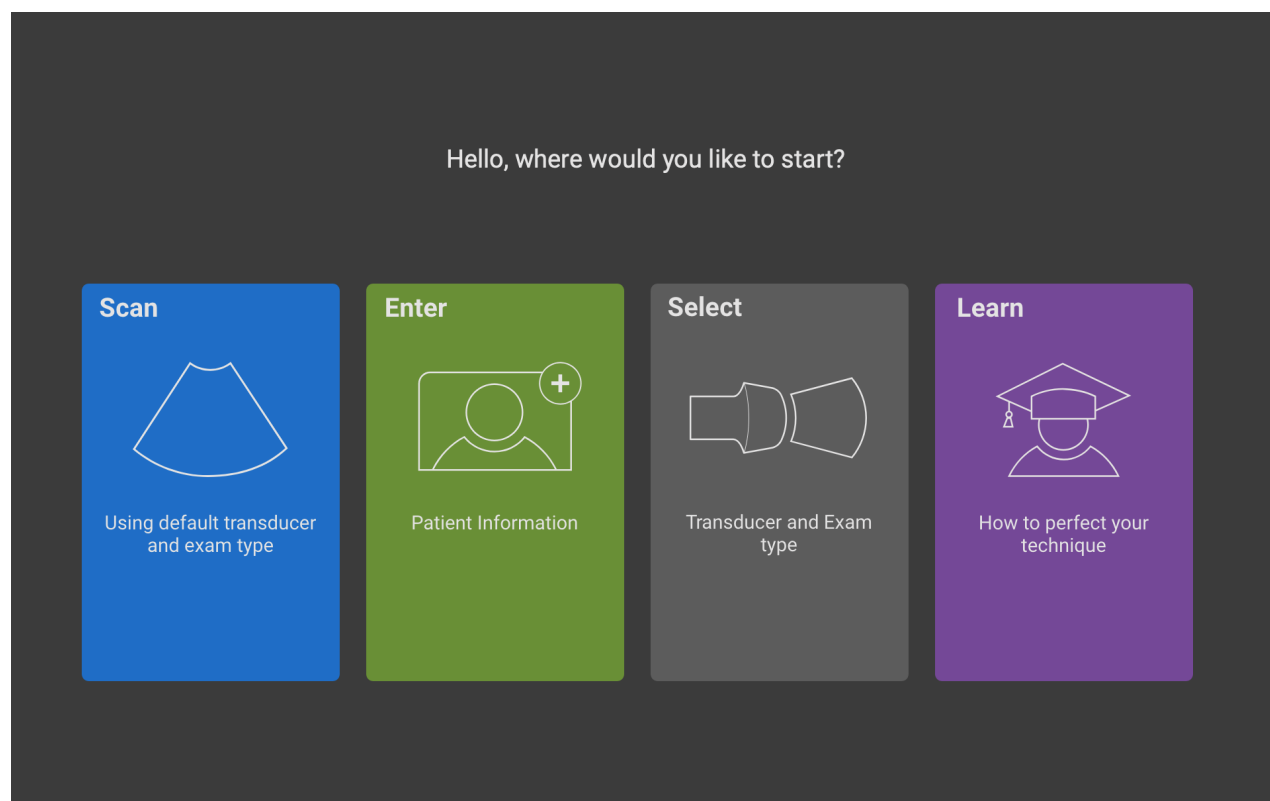 Hello, where would you like to start?
Scan
Using default transducer
and exam type
Enter
Patient Information
Select
Transducer and Exam
type
Learn
How to perfect your
technique